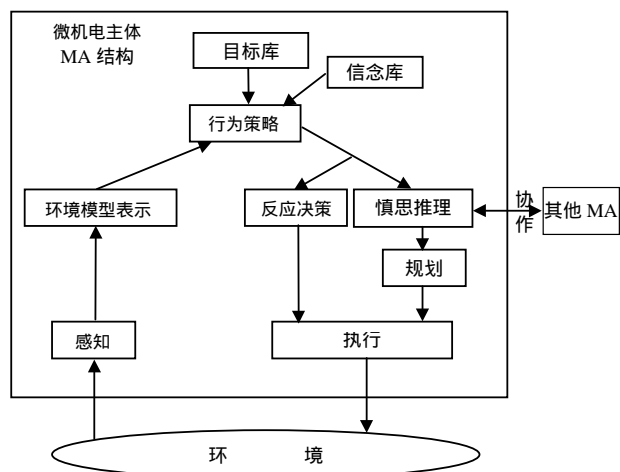 微机电主体
MA 结构
目标库
信念库
行为策略
环境模型表示
反应决策
慎思推理
协
作
其他 MA
规划
感知
执行
环 境